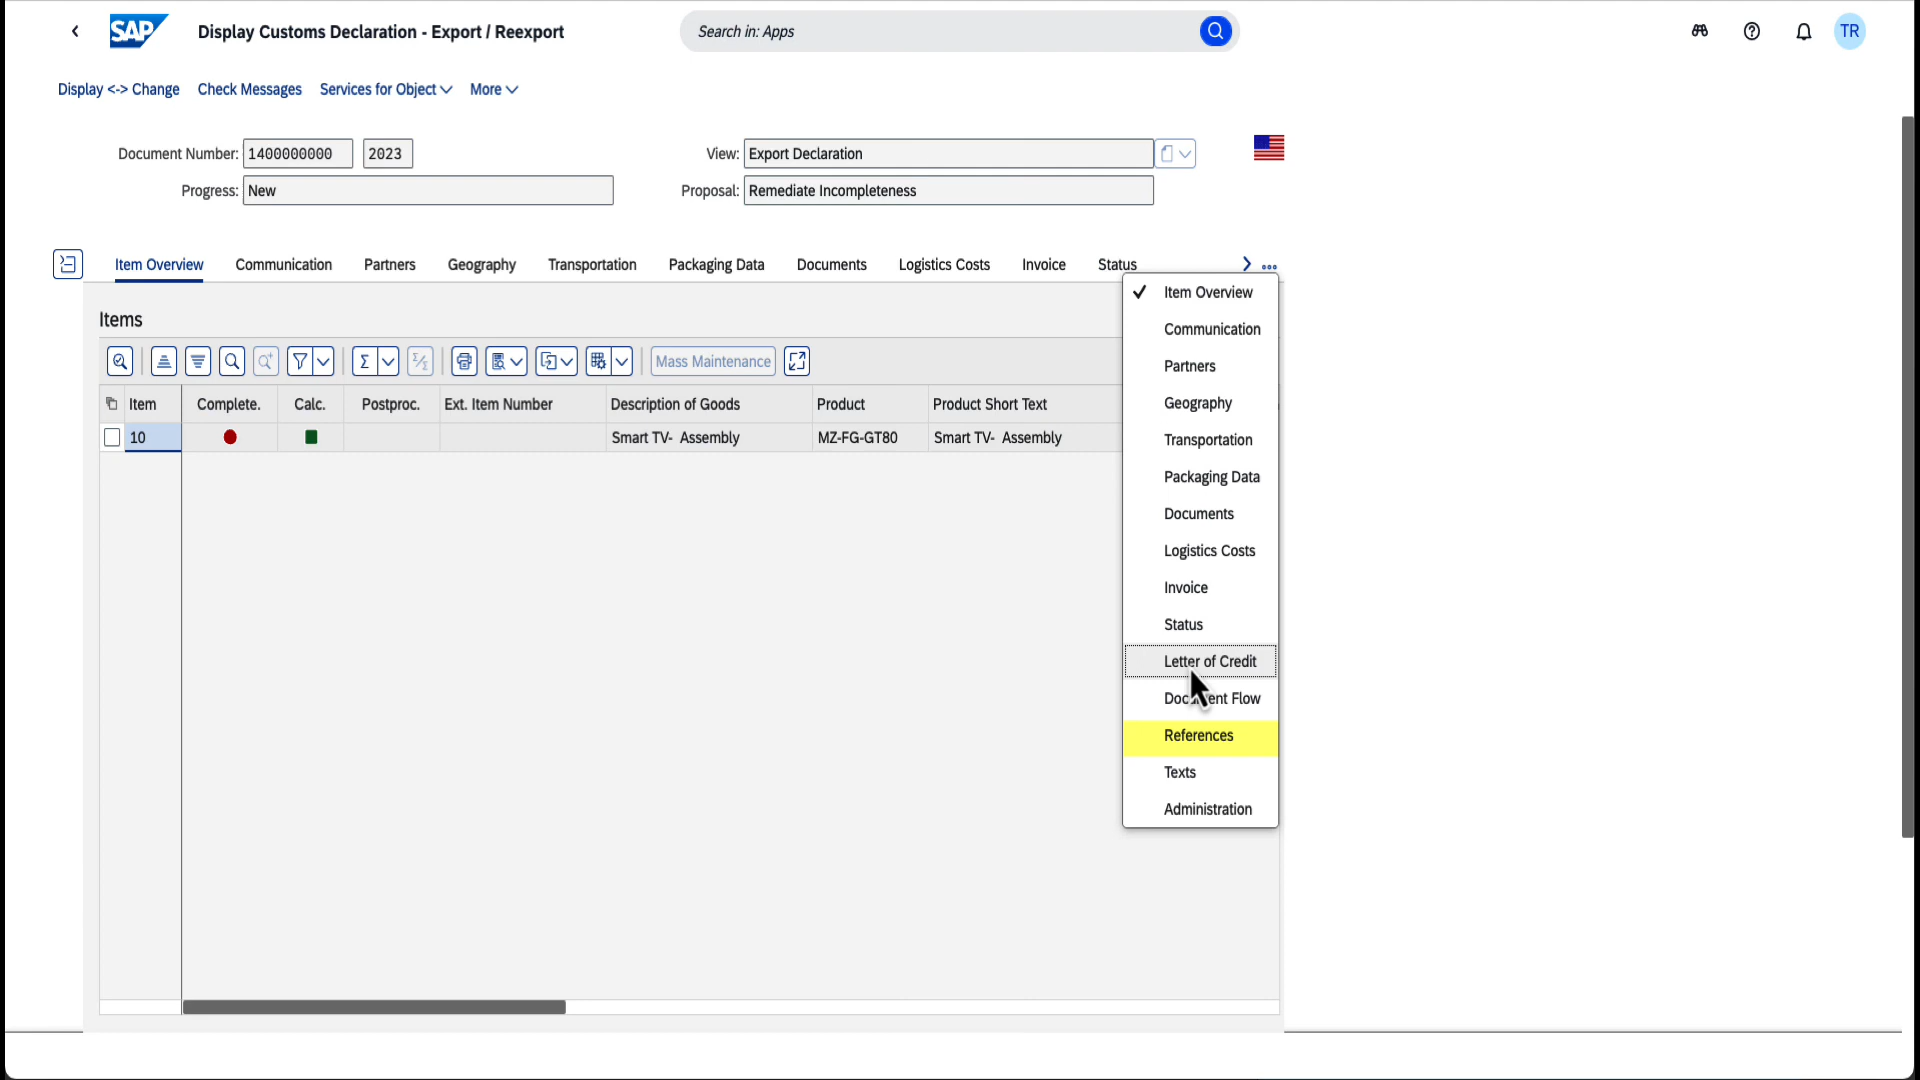 SAP Display Customs Declaration - Export / Reexport Search in: Apps TR
Display <-> Change Check Messages Services for Object More
Document Number: 1400000000 2023 View: Export Declaration
Progress: New Proposal: Remediate Incompleteness
Item Overview Communication Partners Geography Transportation Packaging Data Documents Logistics Costs Invoice Status
Items
Mass Maintenance
Item Complete. Calc. Postproc. Ext. Item Number Description of Goods Product Product Short Text
10 Smart TV- Assembly MZ-FG-GT80 Smart TV- Assembly
Item Overview
Communication
Partners
Geography
Transportation
Packaging Data
Documents
Logistics Costs
Invoice
Status
Letter of Credit
Document Flow
References
Texts
Administration